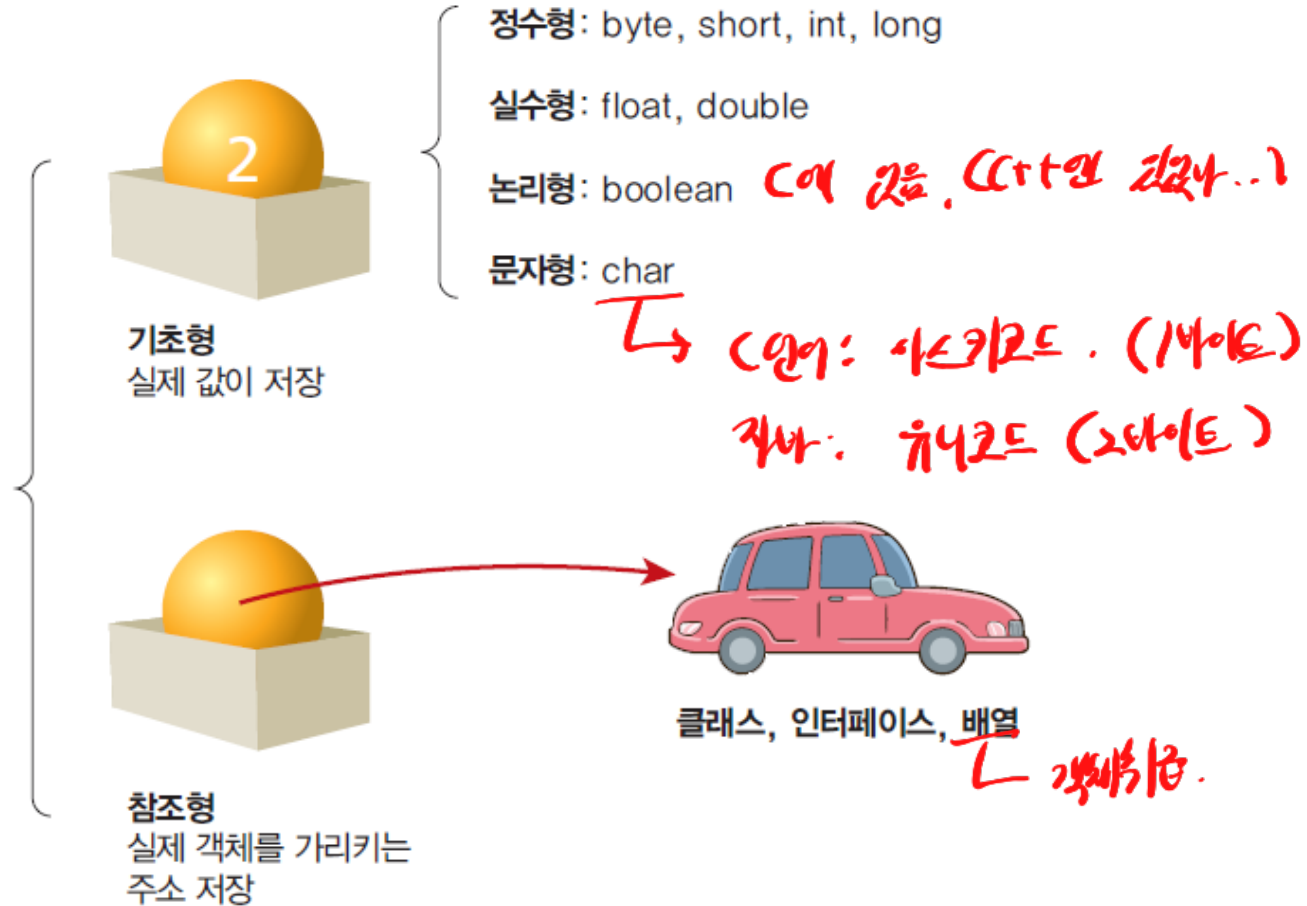 정수형: byte, short, int, long
실수형: float, double
논리형: boolean C에 없음. (C++엔
문자형: char
C언어: 아스키코드. (1바이트)
자바: 유니코드 (2바이트)
2
기초형
실제 값이 저장
클래스, 인터페이스, 배열
객체취급.
참조형
실제 객체를 가리키는
주소 저장